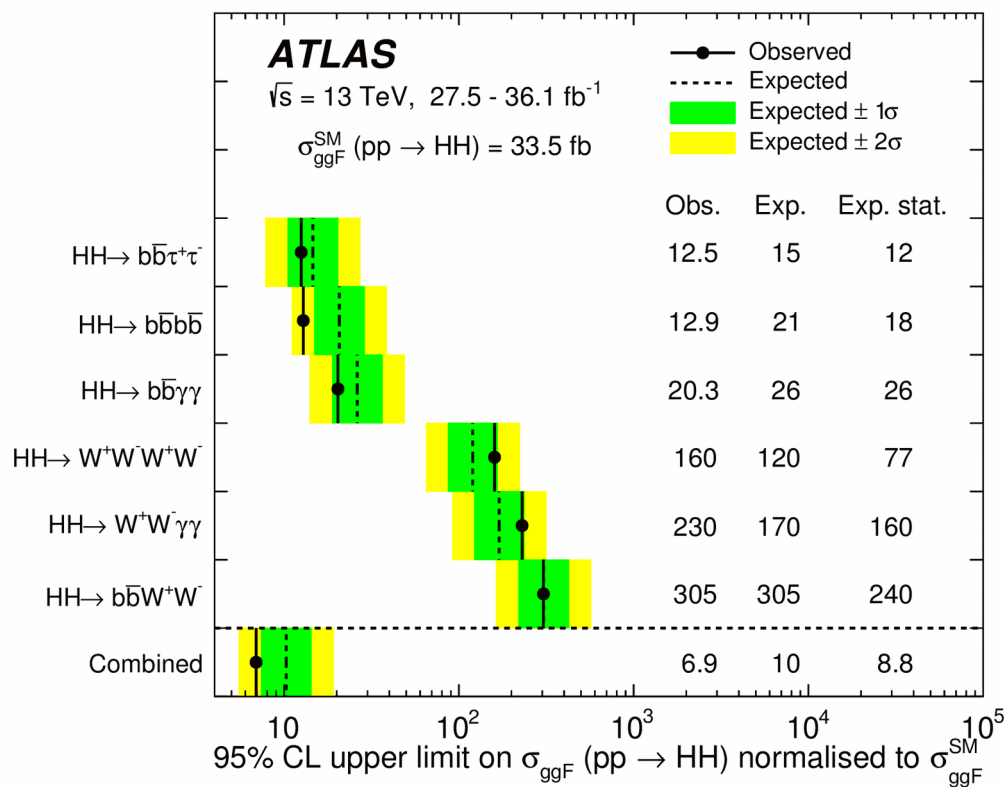 ATLAS
√s = 13 TeV, 27.5 - 36.1 fb⁻¹
σ^SM_ggF (pp → HH) = 33.5 fb
Observed
Expected
Expected ± 1σ
Expected ± 2σ
Obs. Exp. Exp. stat.
HH→ bb̅τ⁺τ⁻ 12.5 15 12
HH→ bb̅bb̅ 12.9 21 18
HH→ bb̅γγ 20.3 26 26
HH→ W⁺W⁻W⁺W⁻ 160 120 77
HH→ W⁺W⁻γγ 230 170 160
HH→ bb̅W⁺W⁻ 305 305 240
Combined 6.9 10 8.8
10 10² 10³ 10⁴ 10⁵
95% CL upper limit on σ_ggF (pp → HH) normalised to σ^SM_ggF